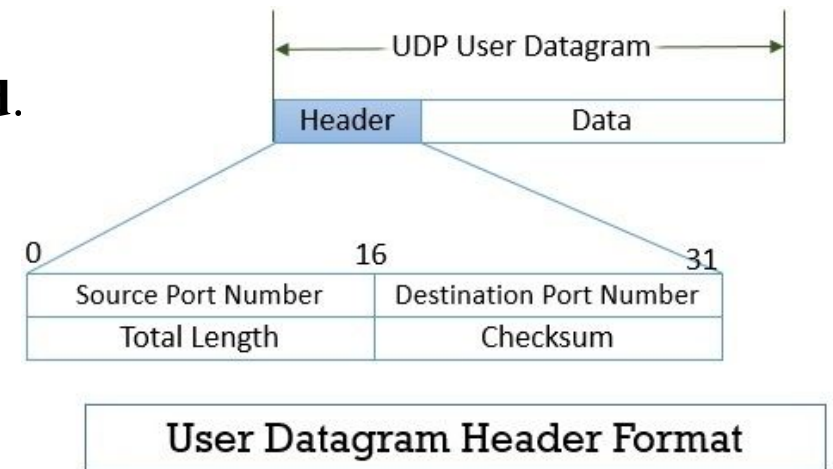 UDP User Datagram
d.
Header Data
0 16 31
Source Port Number Destination Port Number
Total Length Checksum
User Datagram Header Format